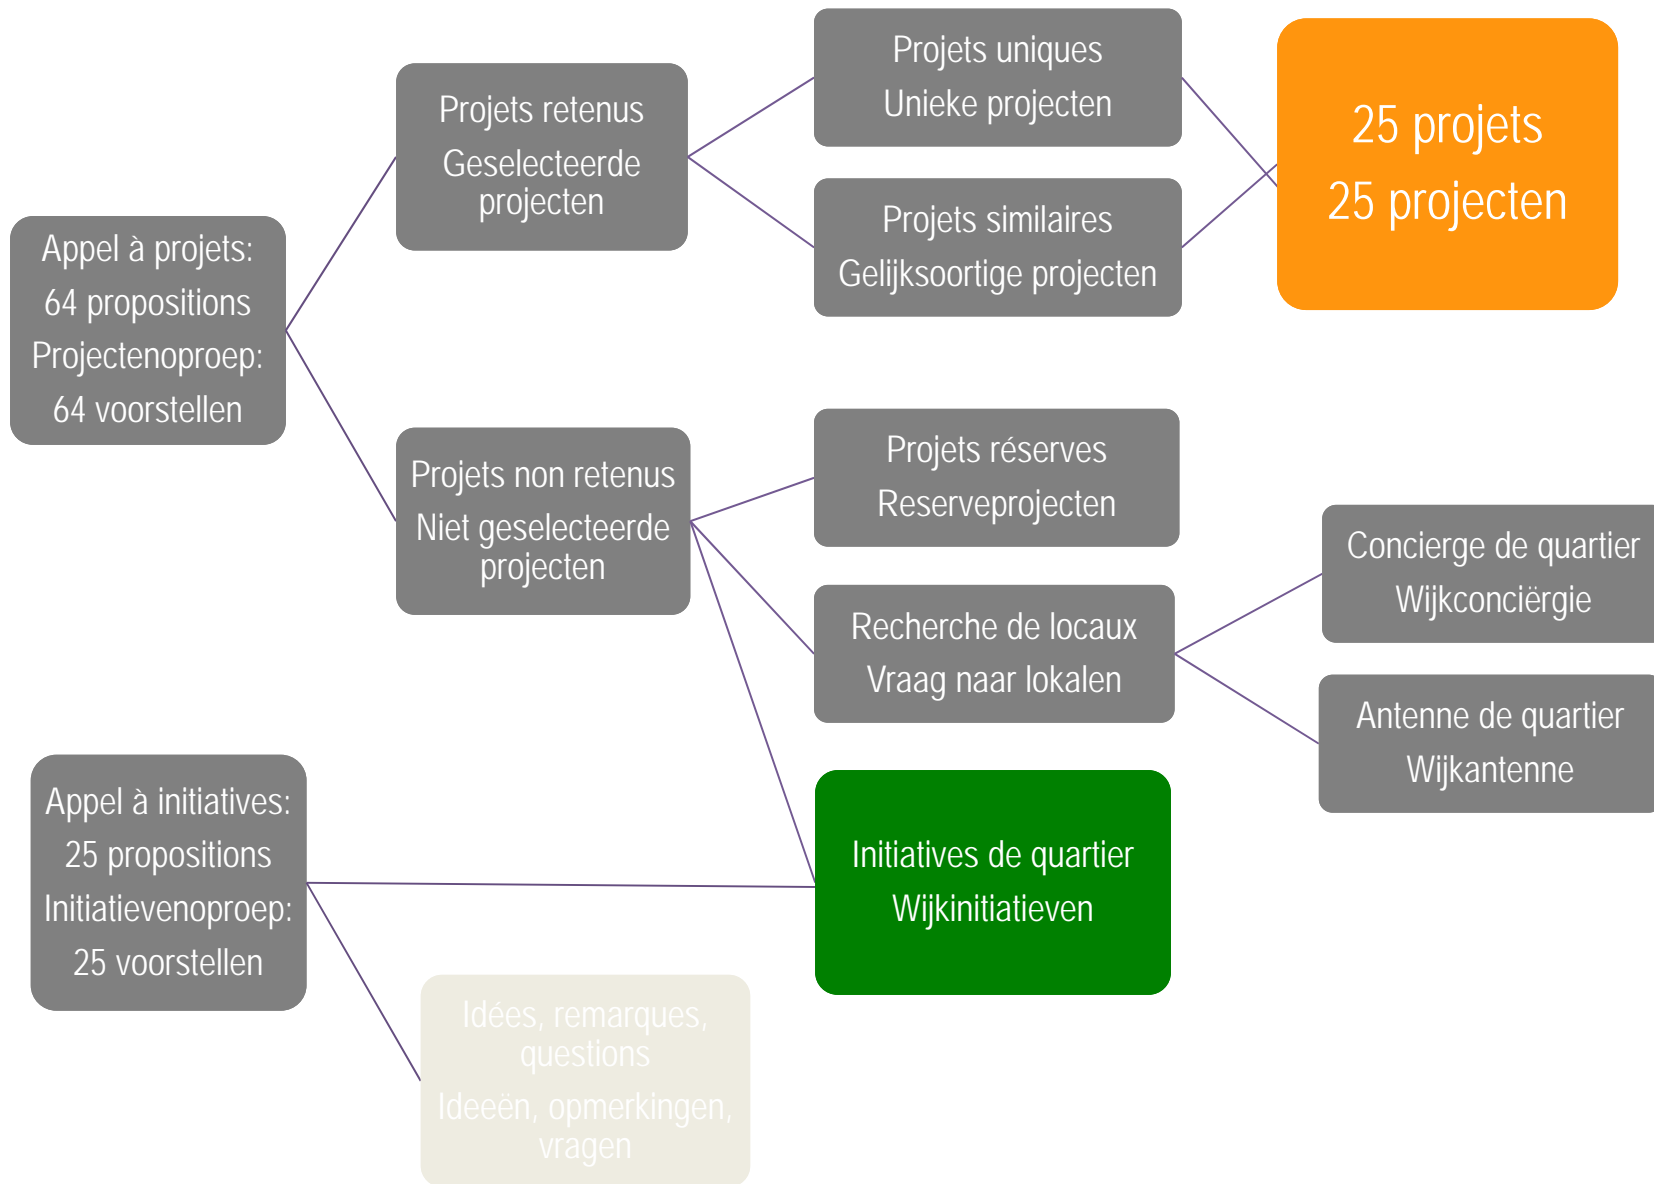 Appel à projets:
64 propositions
Projectenoproep:
64 voorstellen
Projets retenus
Geselecteerde
projecten
Projets uniques
Unieke projecten
Projets similaires
Gelijksoortige projecten
25 projets
25 projecten
Projets non retenus
Niet geselecteerde
projecten
Projets réserves
Reserveprojecten
Recherche de locaux
Vraag naar lokalen
Concierge de quartier
Wijkconciërgie
Antenne de quartier
Wijkantenne
Appel à initiatives:
25 propositions
Initiatievenoproep:
25 voorstellen
Initiatives de quartier
Wijkinitiatieven
Idées, remarques,
questions
Ideeën, opmerkingen,
vragen